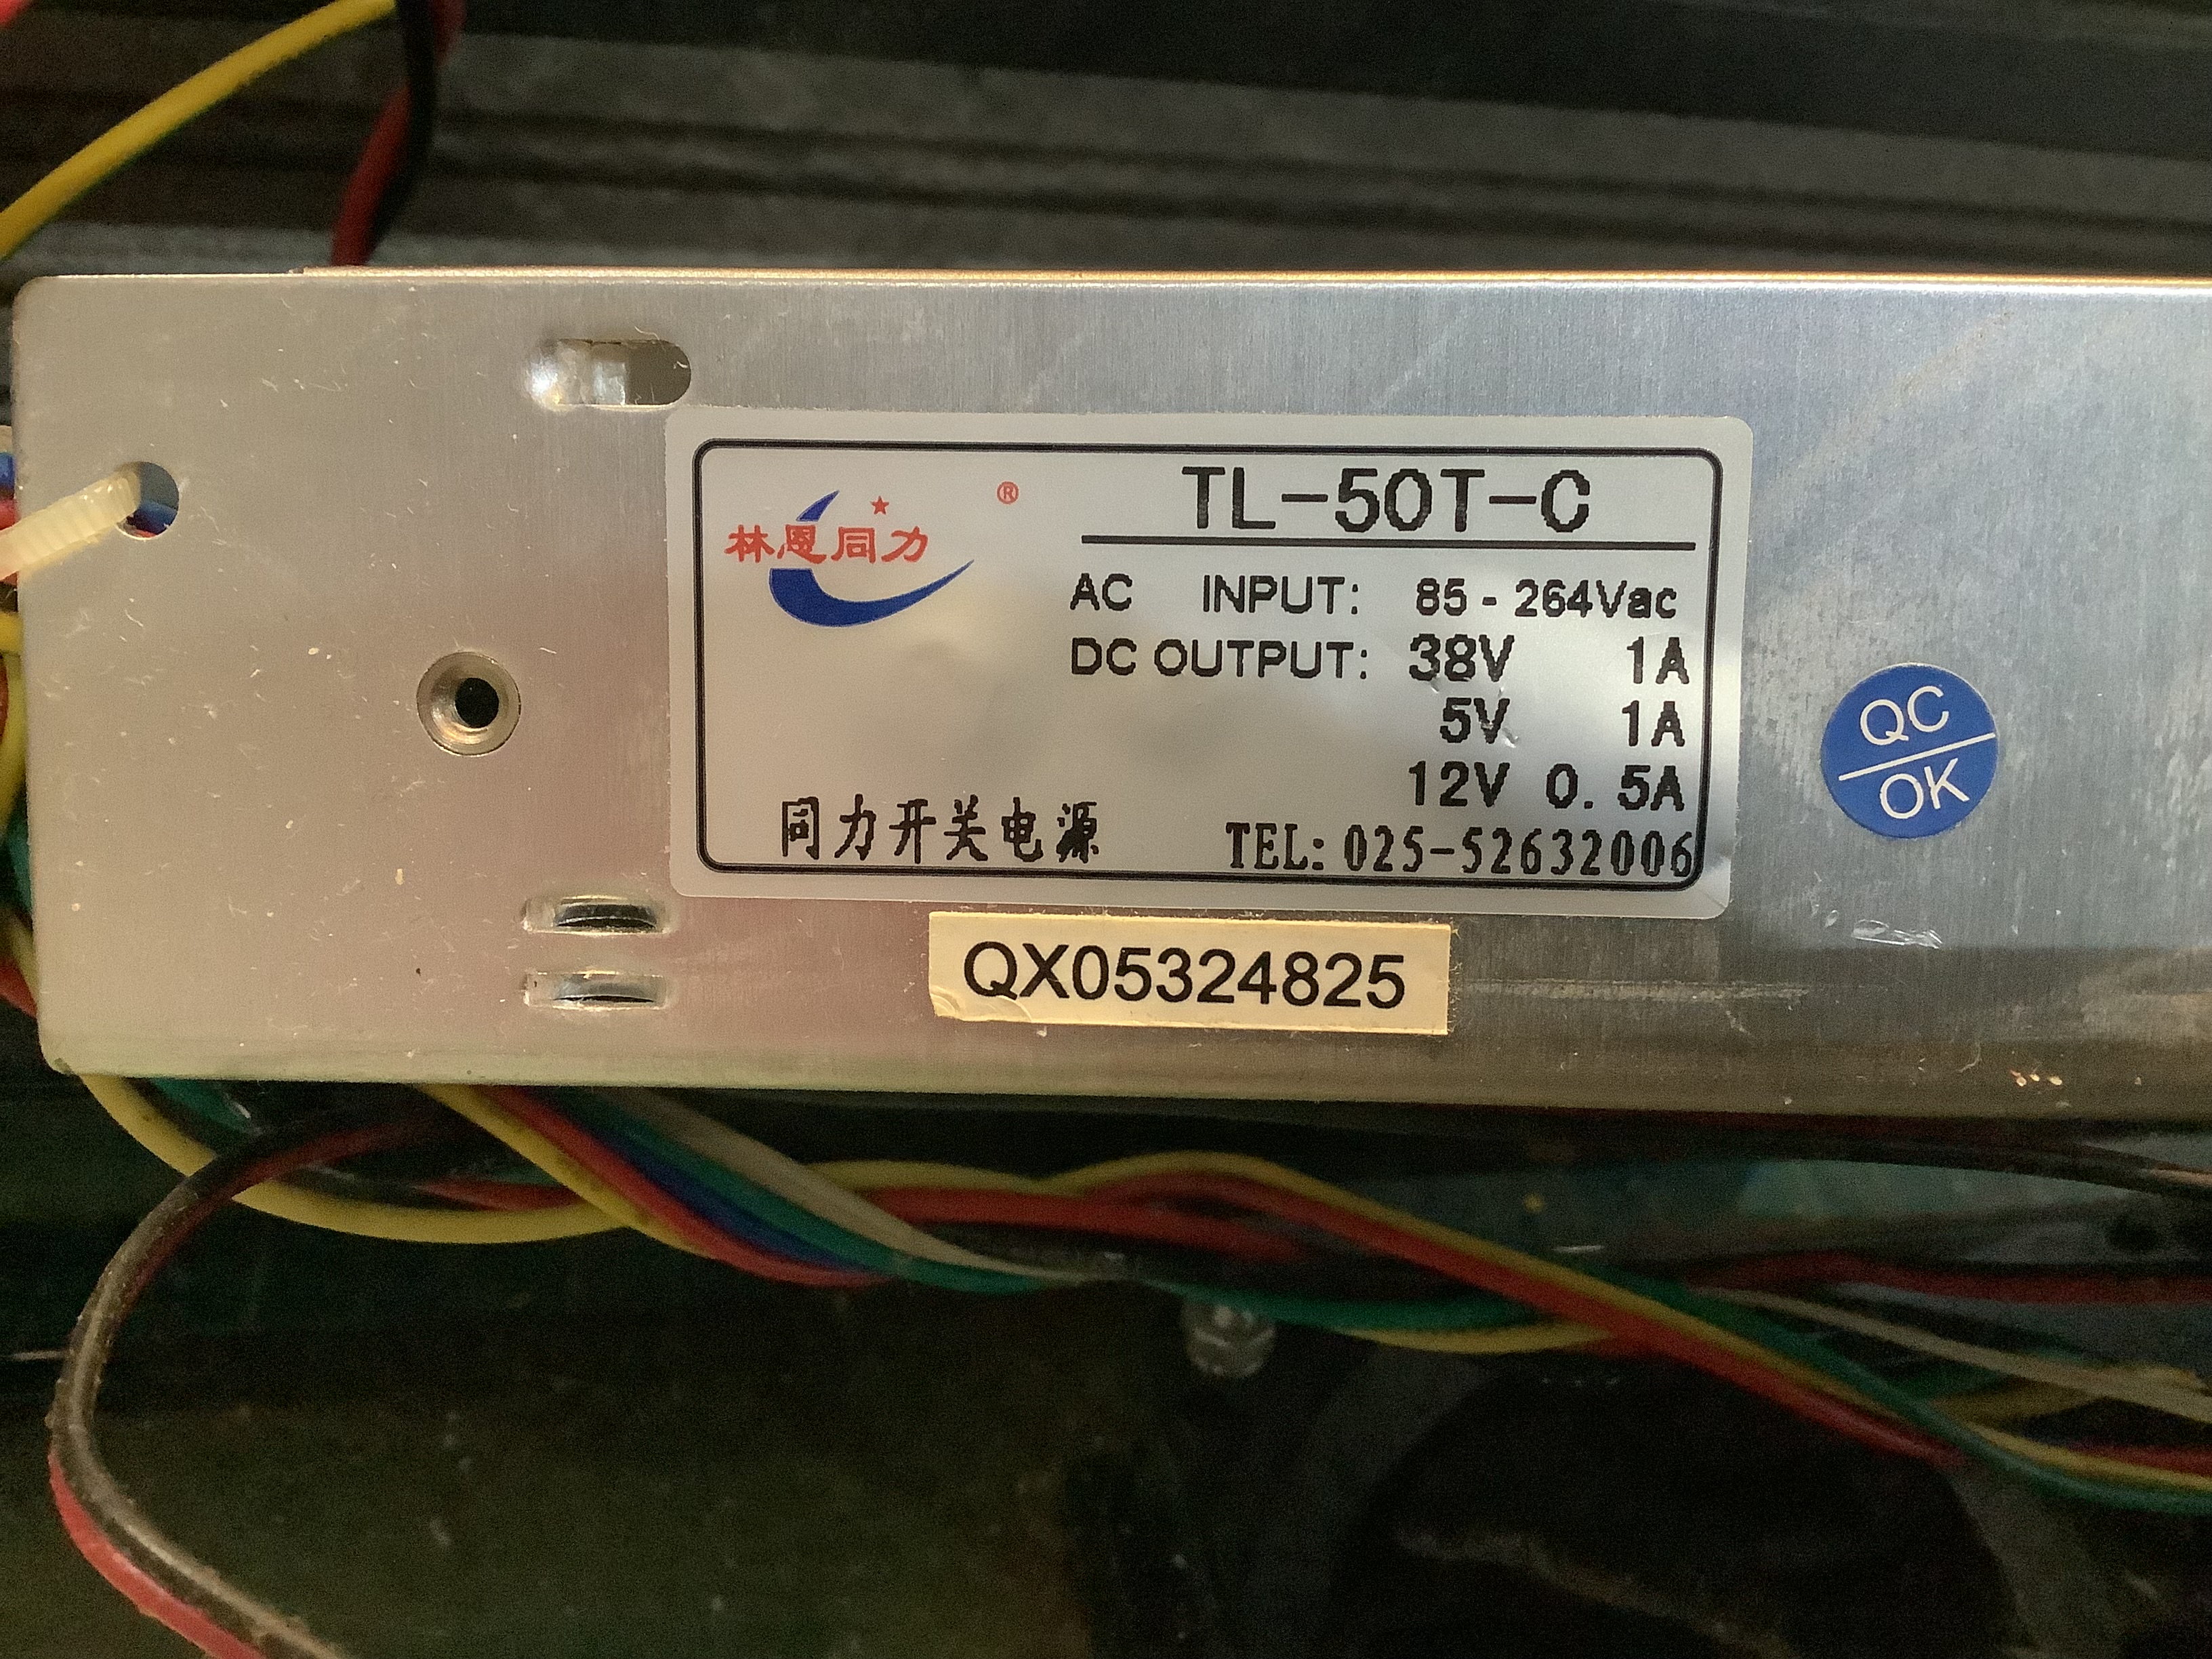 TL-50T-C
®
林恩同力
AC INPUT: 85 - 264Vac
DC OUTPUT: 38V 1A
5V 1A
12V 0.5A
同力开关电源 TEL: 025-52632006
QC
OK
QX05324825